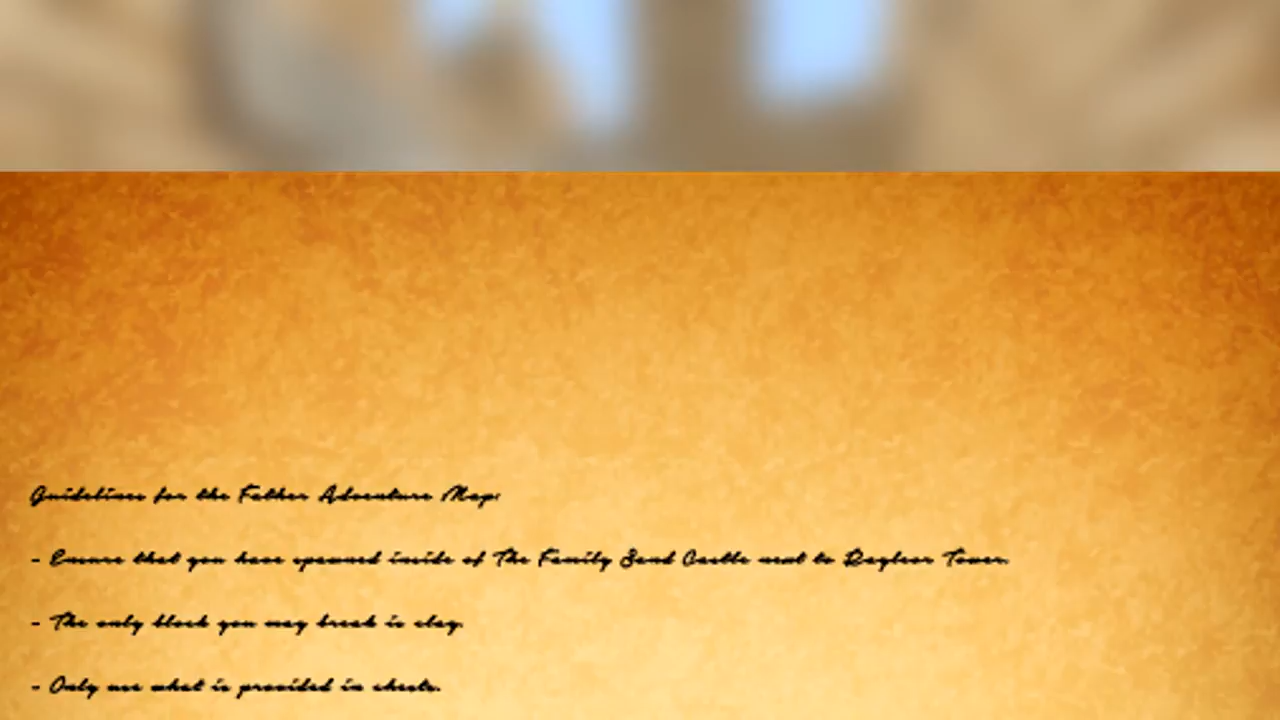 Guidelines for the Father Adventure Map:
- Ensure that you have spawned inside of The Family Sand Castle next to Tower.
- The only block you may break is clay.
- Only use what is provided in chests.